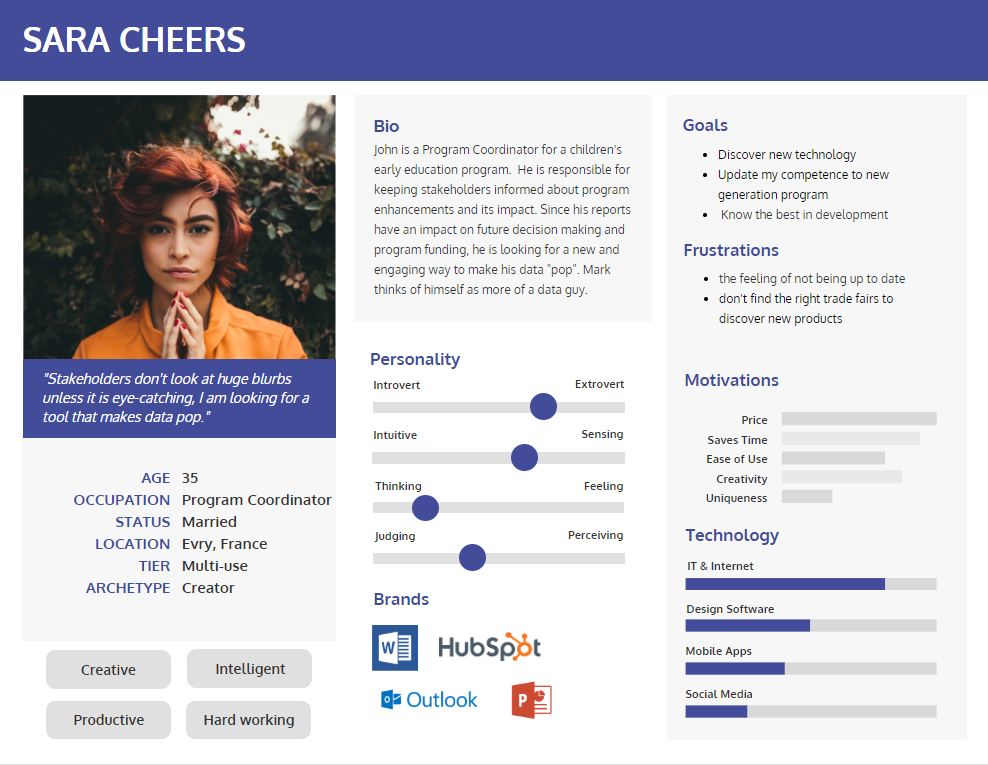 SARA CHEERS
"Stakeholders don't look at huge blurbs
unless it is eye-catching, I am looking for a
tool that makes data pop."
AGE 35
OCCUPATION Program Coordinator
STATUS Married
LOCATION Evry, France
TIER Multi-use
ARCHETYPE Creator
Creative
Intelligent
Productive
Hard working
Bio
John is a Program Coordinator for a children's
early education program. He is responsible for
keeping stakeholders informed about program
enhancements and its impact. Since his reports
have an impact on future decision making and
program funding, he is looking for a new and
engaging way to make his data "pop". Mark
thinks of himself as more of a data guy.
Personality
Introvert Extrovert
Intuitive Sensing
Thinking Feeling
Judging Perceiving
Brands
W
HubSpot
Outlook
P
Goals
• Discover new technology
• Update my competence to new
generation program
• Know the best in development
Frustrations
• the feeling of not being up to date
• don't find the right trade fairs to
discover new products
Motivations
Price
Saves Time
Ease of Use
Creativity
Uniqueness
Technology
IT & Internet
Design Software
Mobile Apps
Social Media